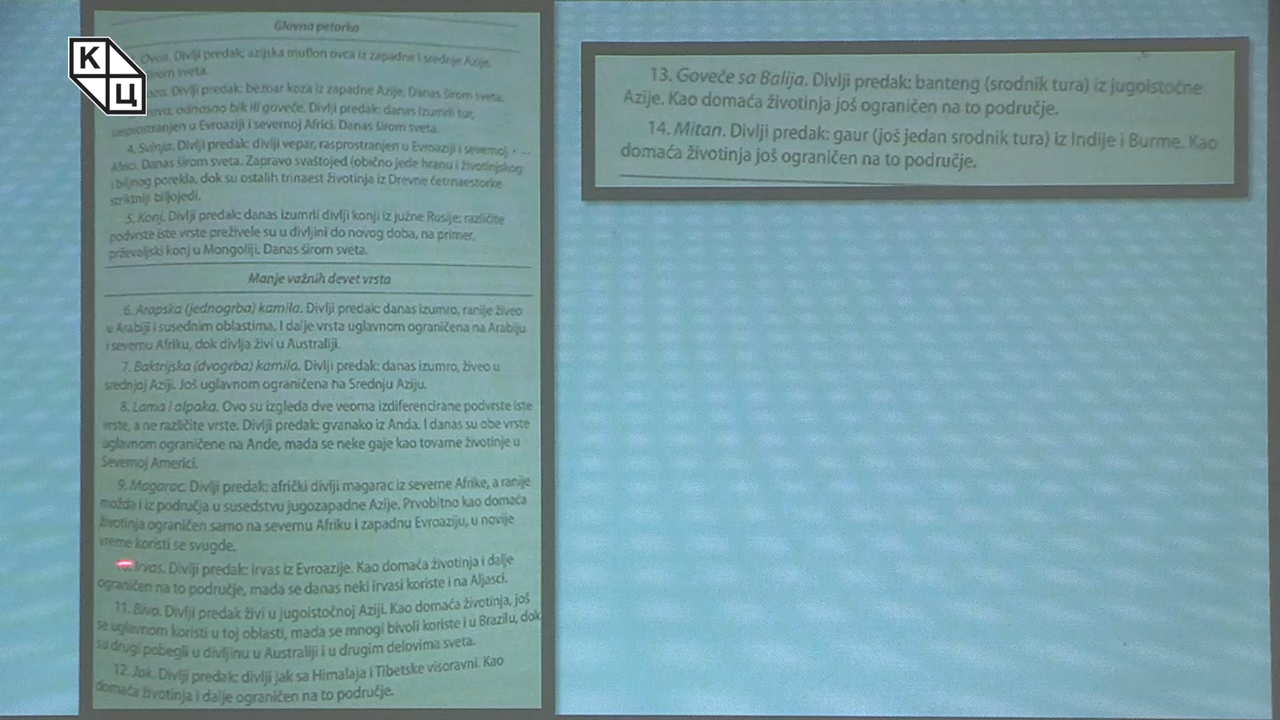 К
Ц
Glavna petorka
Ovca. Divlji predak: azijska muflon ovca iz zapadne i srednje Azije.
širom sveta.
Divlji predak: bezoar koza iz zapadne Azije. Danas širom sveta.
odnosno bik ili goveče. Divlji predak: danas izumrli tur,
rasprostranjen u Evroaziji i severnoj Africi. Danas širom sveta.
4. Svinja. Divlji predak: divlji vepar, rasprostranjen u Evroaziji i severnoj
Africi. Danas širom sveta. Zapravo svaštojed (obično jede hranu i životinjskog
i biljnog porekla, dok su ostalih trinaest životinja iz Drevne četrnaestorke
striktniji biljojedi.
5. Konj. Divlji predak: danas izumrli divlji konji iz južne Rusije; različite
podvrste iste vrste preživele su u divljini do novog doba, na primer,
prževaljski konj u Mongoliji. Danas širom sveta.
Manje važnih devet vrsta
6. Arapska (jednogrba) kamila. Divlji predak: danas izumro, ranije živeo
u Arabiji i susednim oblastima. I dalje vrsta uglavnom ograničena na Arabiju
i severnu Afriku, dok divlja živi u Australiji.
7. Baktrijska (dvogrba) kamila. Divlji predak: danas izumro, živeo u
srednjoj Aziji. Još uglavnom ograničena na Srednju Aziju.
8. Lama i alpaka. Ovo su izgleda dve veoma izdiferencirane podvrste iste
vrste, a ne različite vrste. Divlji predak: gvanako iz Anda. I danas su obe vrste
uglavnom ograničene na Ande, mada se neke gaje kao tovarne životinje u
Severnoj Americi.
9. Magarac. Divlji predak: afrički divlji magarac iz severne Afrike, a ranije
možda i iz područja u susedstvu jugozapadne Azije. Prvobitno kao domaća
životinja ograničen samo na severnu Afriku i zapadnu Evroaziju, u novije
vreme koristi se svugde.
Irvas. Divlji predak: irvas iz Evroazije. Kao domaća životinja i dalje
ograničen na to područje, mada se danas neki irvasi koriste i na Aljasci.
11. Bivo. Divlji predak živi u jugoistočnoj Aziji. Kao domaća životinja, još
se uglavnom koristi u toj oblasti, mada se mnogi bivoli koriste i u Brazilu, dok
su drugi pobegli u divljinu u Australiji i u drugim delovima sveta.
12. Jak. Divlji predak: divlji jak sa Himalaja i Tibetske visoravni. Kao
domaća životinja i dalje ograničen na to područje.
13. Goveče sa Balija. Divlji predak: banteng (srodnik tura) iz jugoistočne
Azije. Kao domaća životinja još ograničen na to područje.
14. Mitan. Divlji predak: gaur (još jedan srodnik tura) iz Indije i Burme. Kao
domaća životinja još ograničen na to područje.